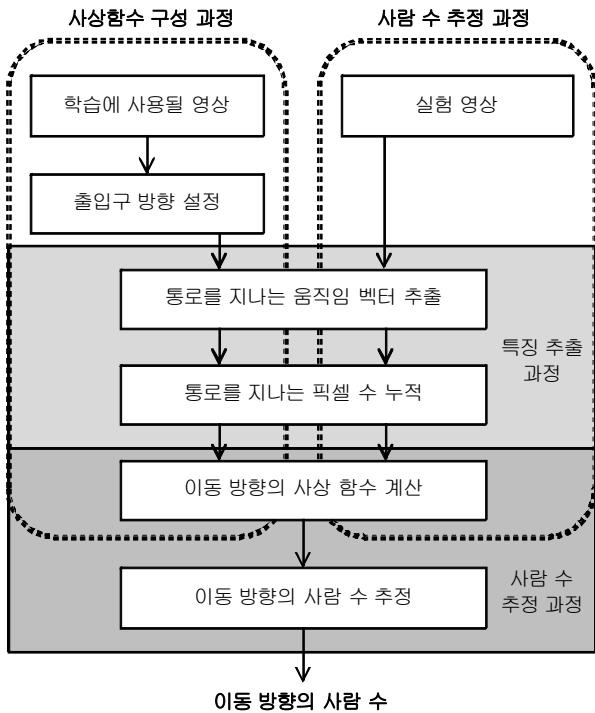 사상함수 구성 과정
사람 수 추정 과정
학습에 사용될 영상
실험 영상
출입구 방향 설정
통로를 지나는 움직임 벡터 추출
특징 추출
과정
통로를 지나는 픽셀 수 누적
이동 방향의 사상 함수 계산
사람 수
추정 과정
이동 방향의 사람 수 추정
이동 방향의 사람 수